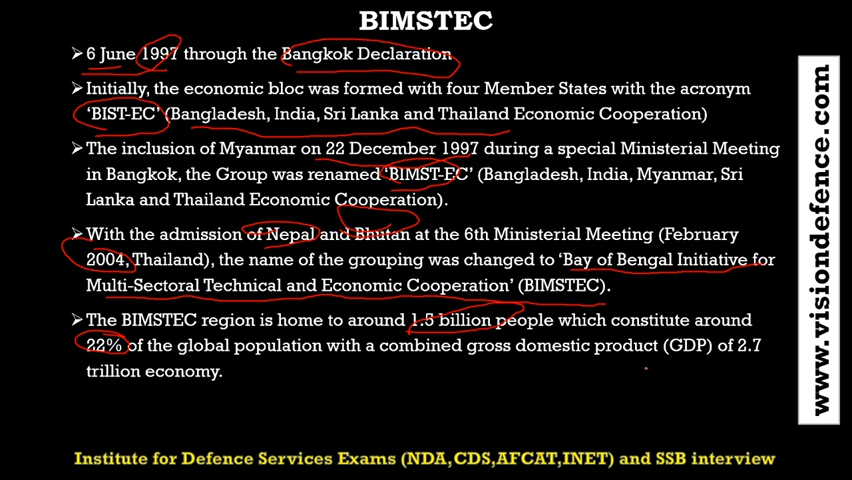 BIMSTEC
➢ 6 June 1997 through the Bangkok Declaration
➢ Initially, the economic bloc was formed with four Member States with the acronym
'BIST-EC' (Bangladesh, India, Sri Lanka and Thailand Economic Cooperation)
➢ The inclusion of Myanmar on 22 December 1997 during a special Ministerial Meeting
in Bangkok, the Group was renamed 'BIMST-EC' (Bangladesh, India, Myanmar, Sri
Lanka and Thailand Economic Cooperation).
➢ With the admission of Nepal and Bhutan at the 6th Ministerial Meeting (February
2004, Thailand), the name of the grouping was changed to 'Bay of Bengal Initiative for
Multi-Sectoral Technical and Economic Cooperation' (BIMSTEC).
➢ The BIMSTEC region is home to around 1.5 billion people which constitute around
22% of the global population with a combined gross domestic product (GDP) of 2.7
trillion economy.
Institute for Defence Services Exams (NDA,CDS,AFCAT,INET) and SSB interview
www.visiondefence.com